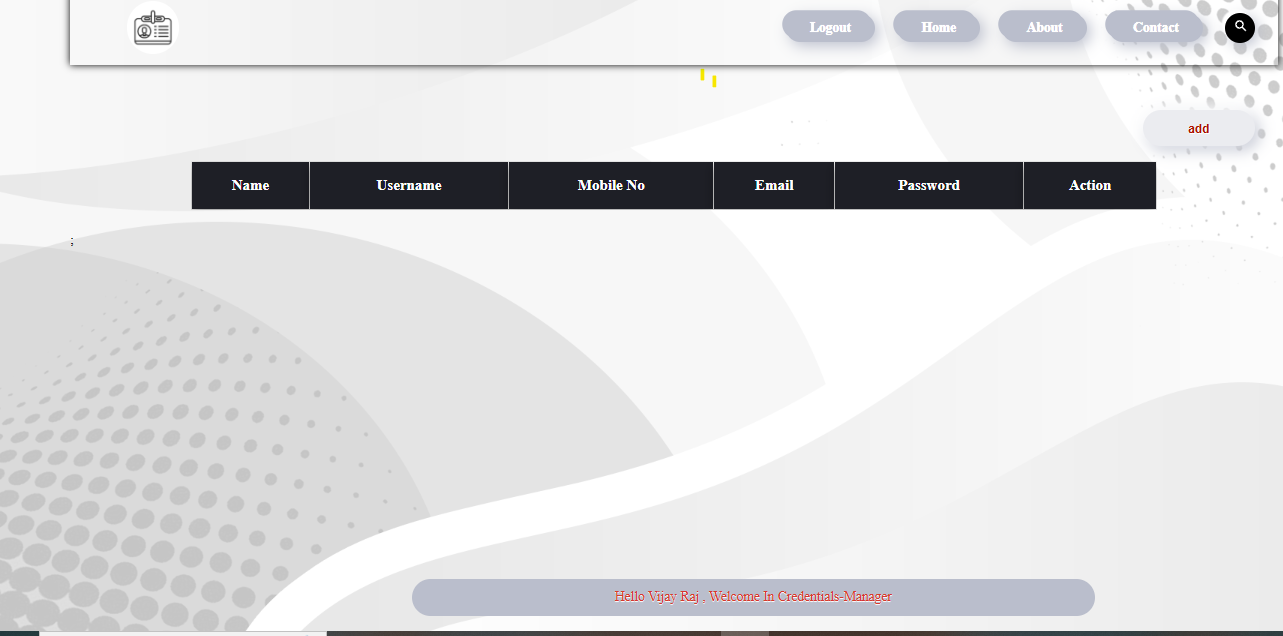 Logout Home About Contact
add
Name Username Mobile No Email Password Action
;
Hello Vijay Raj , Welcome In Credentials-Manager